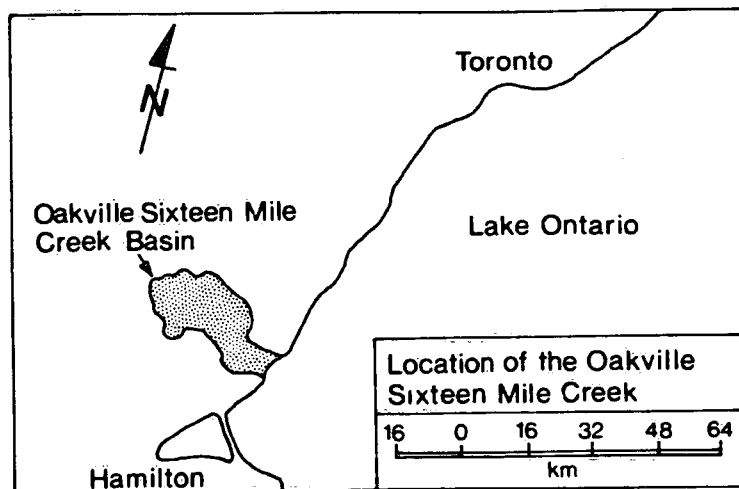 Toronto
N
Oakville Sixteen Mile
Creek Basin
Lake Ontario
Location of the Oakville
Sixteen Mile Creek
16 0 16 32 48 64
km
Hamilton